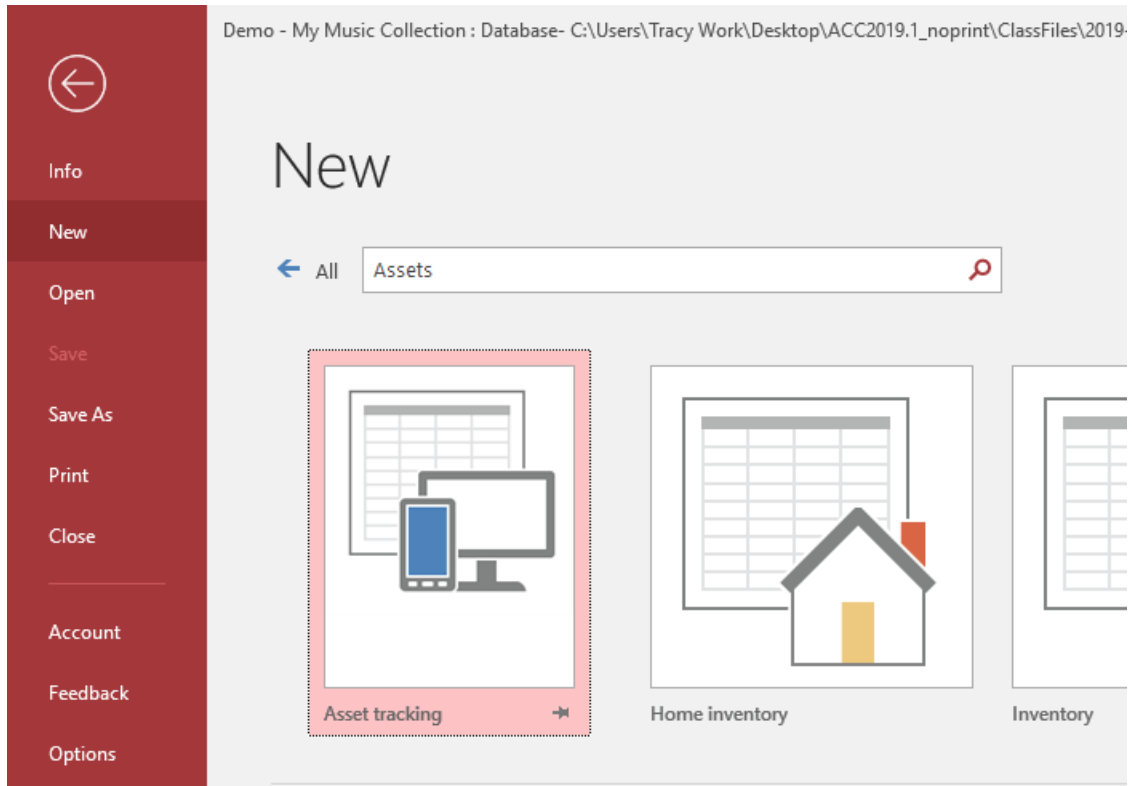 Demo - My Music Collection : Database- C:\Users\Tracy Work\Desktop\ACC2019.1_noprint\ClassFiles\2019-
Info
New
Open
Save
Save As
Print
Close
Account
Feedback
Options
New
All
Assets
Asset tracking
Home inventory
Inventory